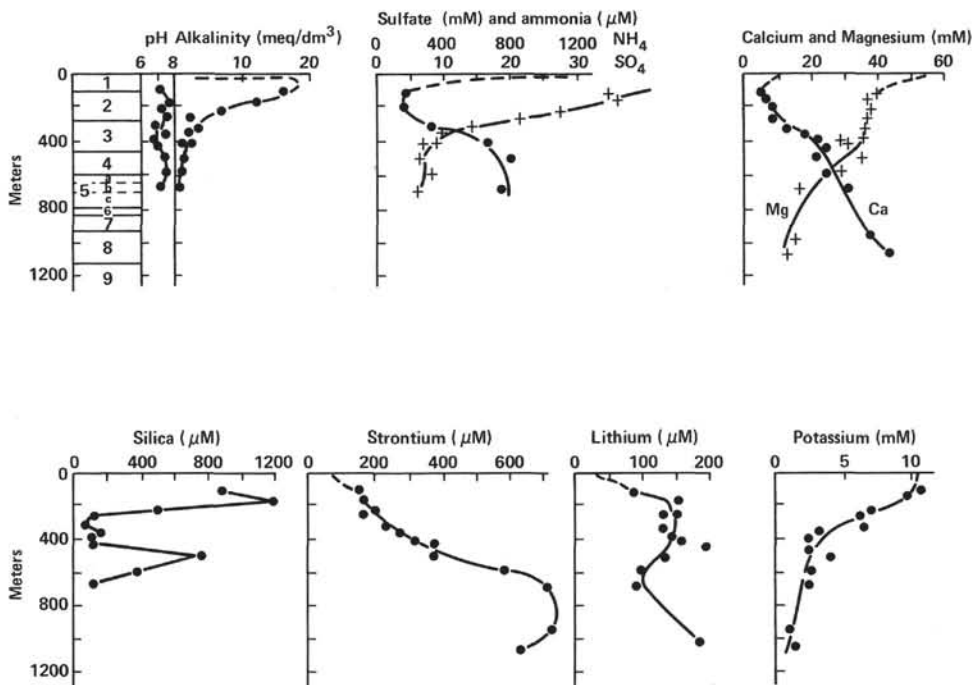 Sulfate (mM) and ammonia (μM)
pH Alkalinity (meq/dm³)
Calcium and Magnesium (mM)
0 400 800 1200 NH₄
6 8 10 20
0 10 20 30 SO₄
0 20 40 60
0
1
2
3
400
4
a
5 b
c
800
6
7
8
1200
9
Meters
Mg
Ca
Silica (μM)
Strontium (μM)
Lithium (μM)
Potassium (mM)
0 400 800 1200
0 200 400 600
0 100 200
0 5 10
0
400
800
1200
Meters